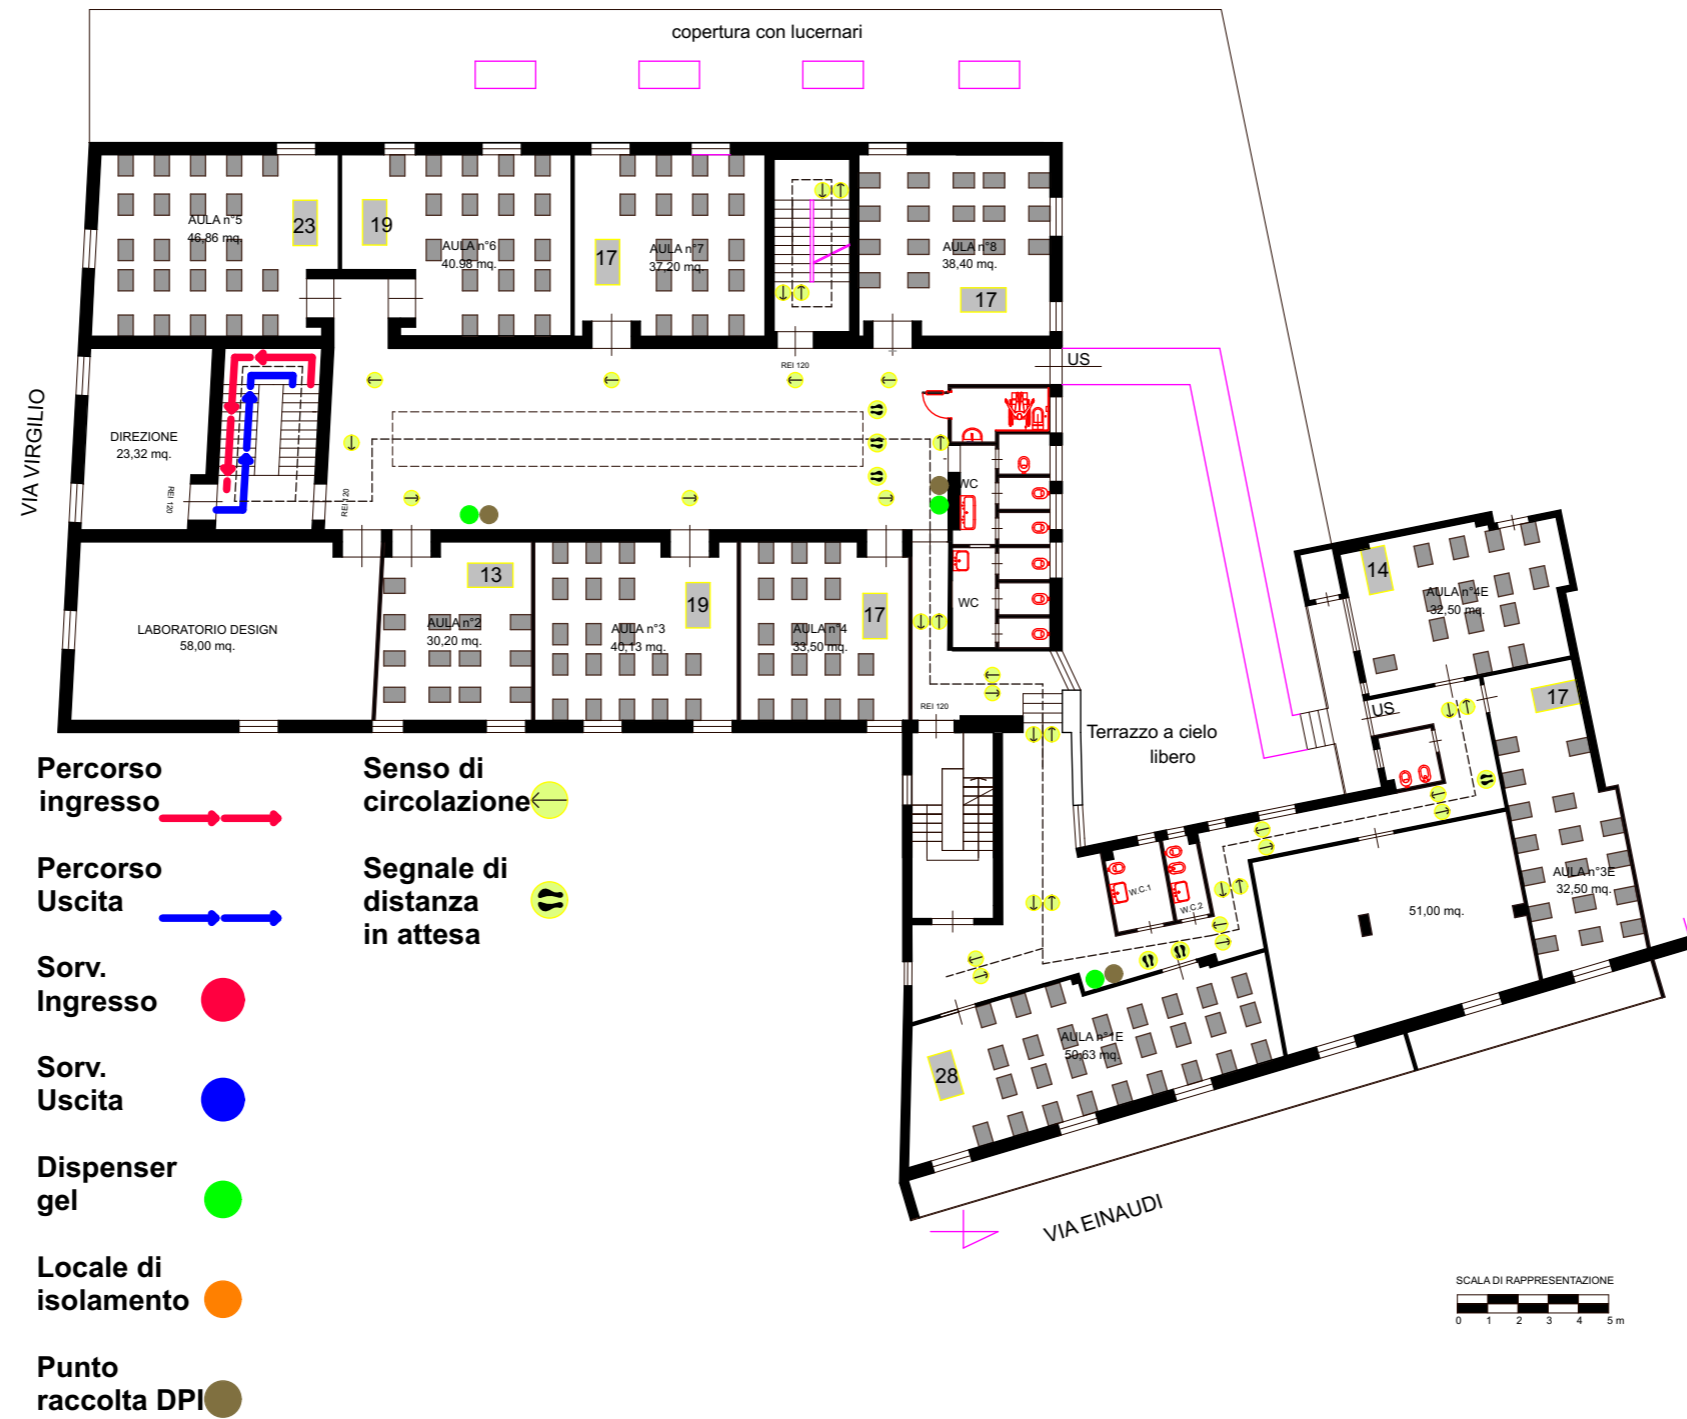 copertura con lucernari
AULA n°5
46,86 mq.
23
19
AULA n°6
40.98 mq.
17
AULA n°7
37,20 mq.
AULA n°8
38,40 mq.
17
REI 120
US
VIA VIRGILIO
DIREZIONE
23,32 mq.
REI 120
REI 120
WC
WC
LABORATORIO DESIGN
58,00 mq.
13
AULA n°2
30,20 mq.
19
AULA n°3
40,13 mq.
17
AULA n°4
33,50 mq.
REI 120
Terrazzo a cielo
libero
14
AULA n°4E
32,50 mq.
US
17
AULA n°3E
32,50 mq.
51,00 mq.
W.C.1
W.C.2
AULA n°1E
50,63 mq.
28
VIA EINAUDI
Percorso
ingresso
Percorso
Uscita
Sorv.
Ingresso
Sorv.
Uscita
Dispenser
gel
Locale di
isolamento
Punto
raccolta DPI
Senso di
circolazione
Segnale di
distanza
in attesa
SCALA DI RAPPRESENTAZIONE
0 1 2 3 4 5 m